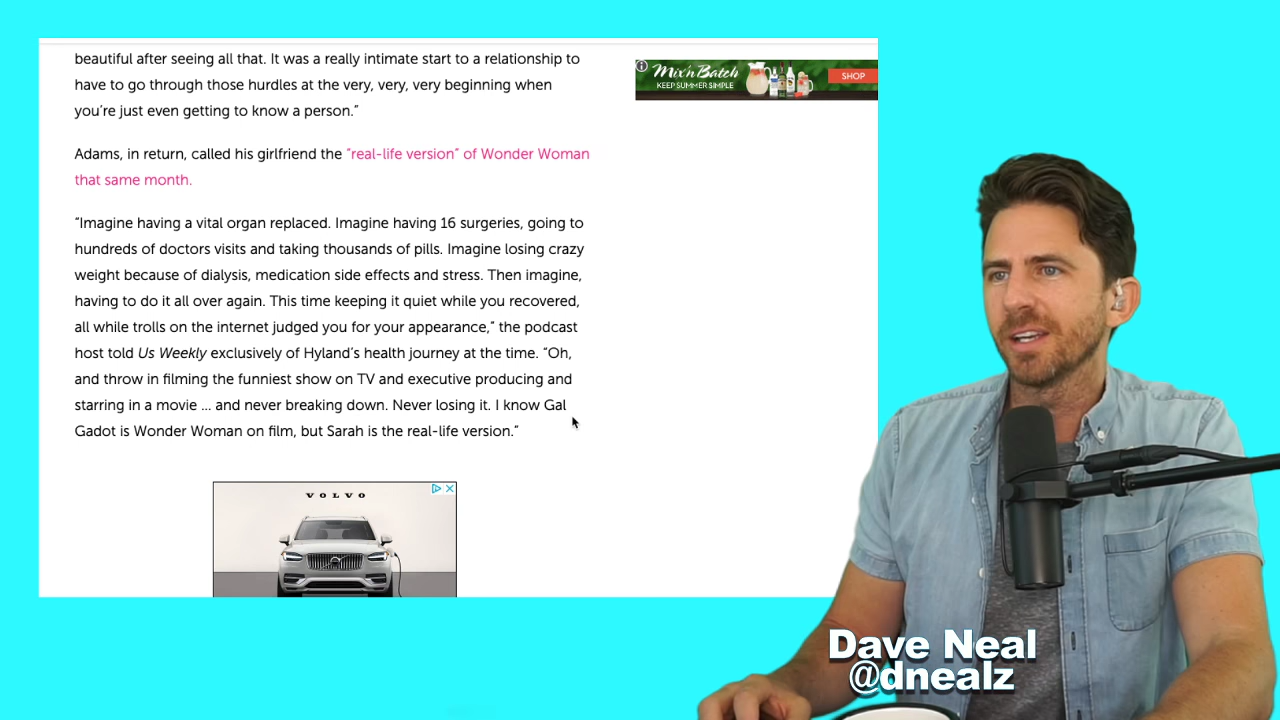 beautiful after seeing all that. It was a really intimate start to a relationship to
have to go through those hurdles at the very, very, very beginning when
you’re just even getting to know a person.”
Adams, in return, called his girlfriend the “real-life version” of Wonder Woman
that same month.
“Imagine having a vital organ replaced. Imagine having 16 surgeries, going to
hundreds of doctors visits and taking thousands of pills. Imagine losing crazy
weight because of dialysis, medication side effects and stress. Then imagine,
having to do it all over again. This time keeping it quiet while you recovered,
all while trolls on the internet judged you for your appearance,” the podcast
host told Us Weekly exclusively of Hyland’s health journey at the time. “Oh,
and throw in filming the funniest show on TV and executive producing and
starring in a movie … and never breaking down. Never losing it. I know Gal
Gadot is Wonder Woman on film, but Sarah is the real-life version.”
VOLVO
Mix'n Batch
KEEP SUMMER SIMPLE
SHOP
Dave Neal
@dnealz